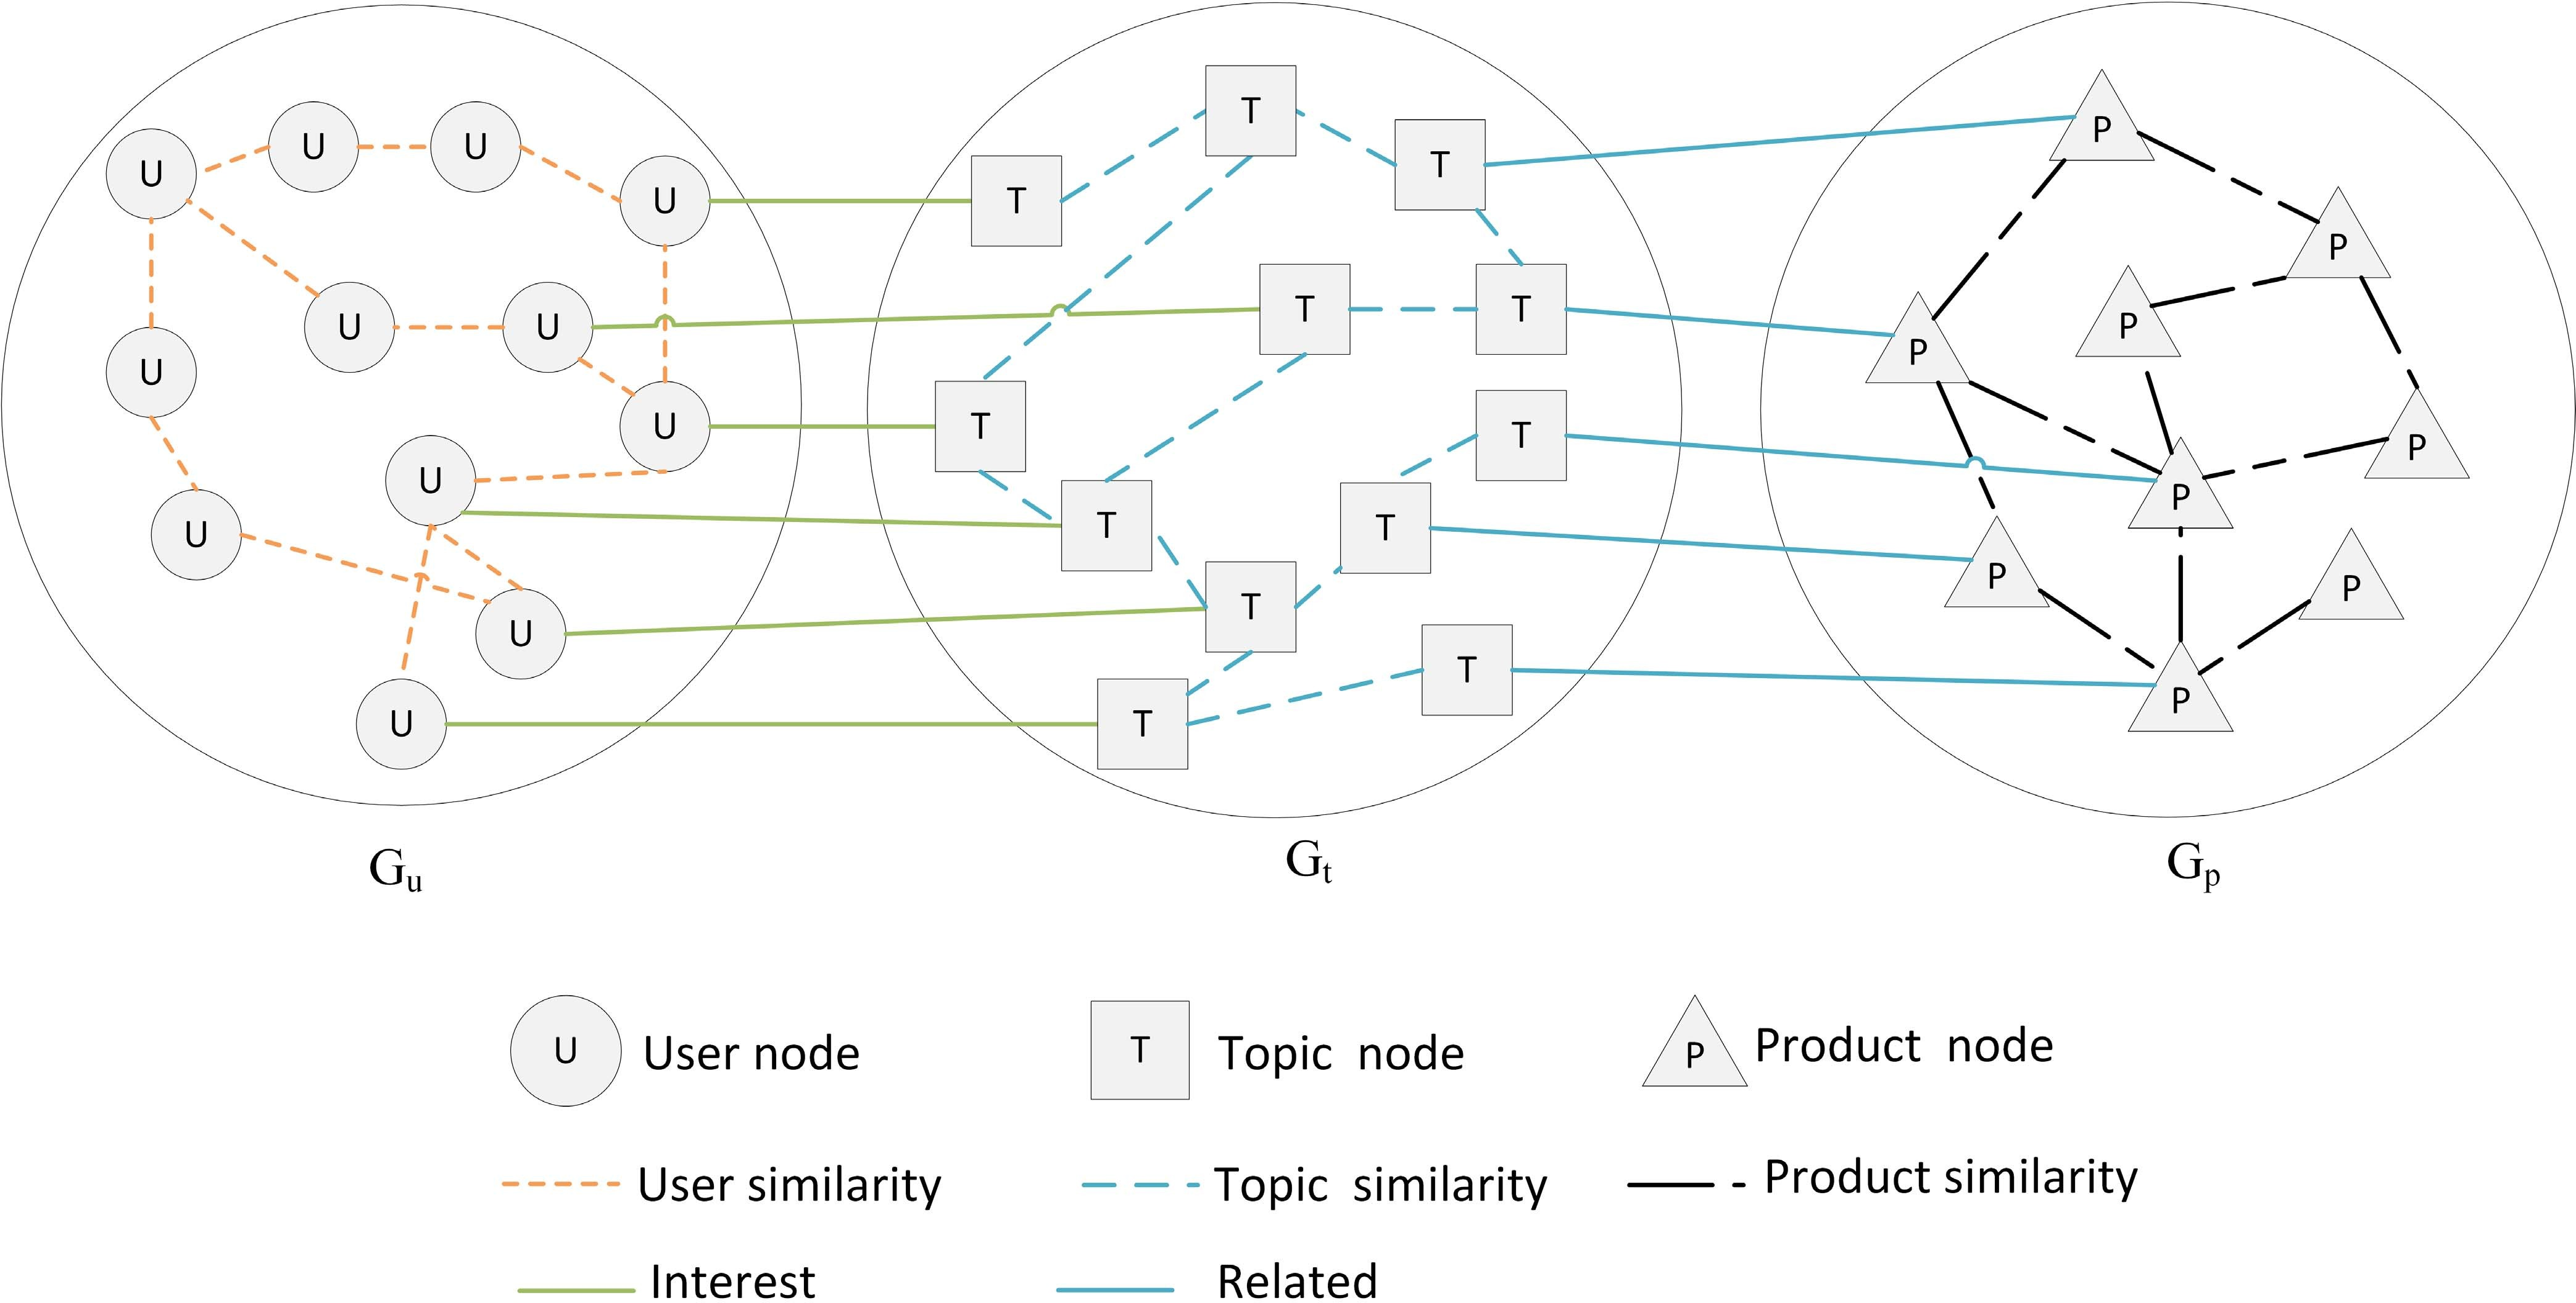 U U U U
U U U
U U
U U
U
U
T T T
T T
T T
T T
T
T T
P
P
P P
P P
P P
P
Gu Gt Gp
U User node T Topic node P Product node
User similarity Topic similarity Product similarity
Interest Related